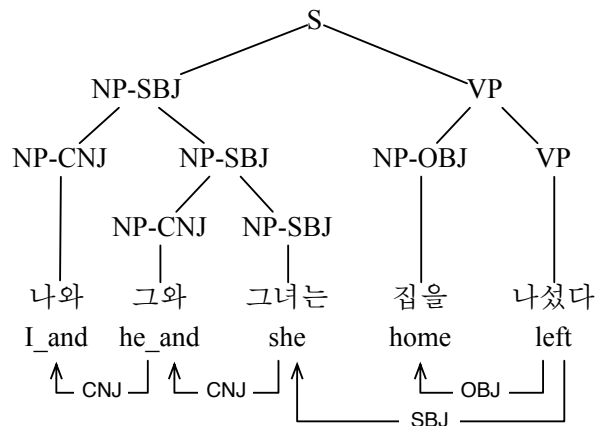 S
NP-SBJ VP
NP-CNJ NP-SBJ NP-OBJ VP
NP-CNJ NP-SBJ
나와 그와 그녀는 집을 나섰다
I_and he_and she home left
CNJ CNJ OBJ
SBJ